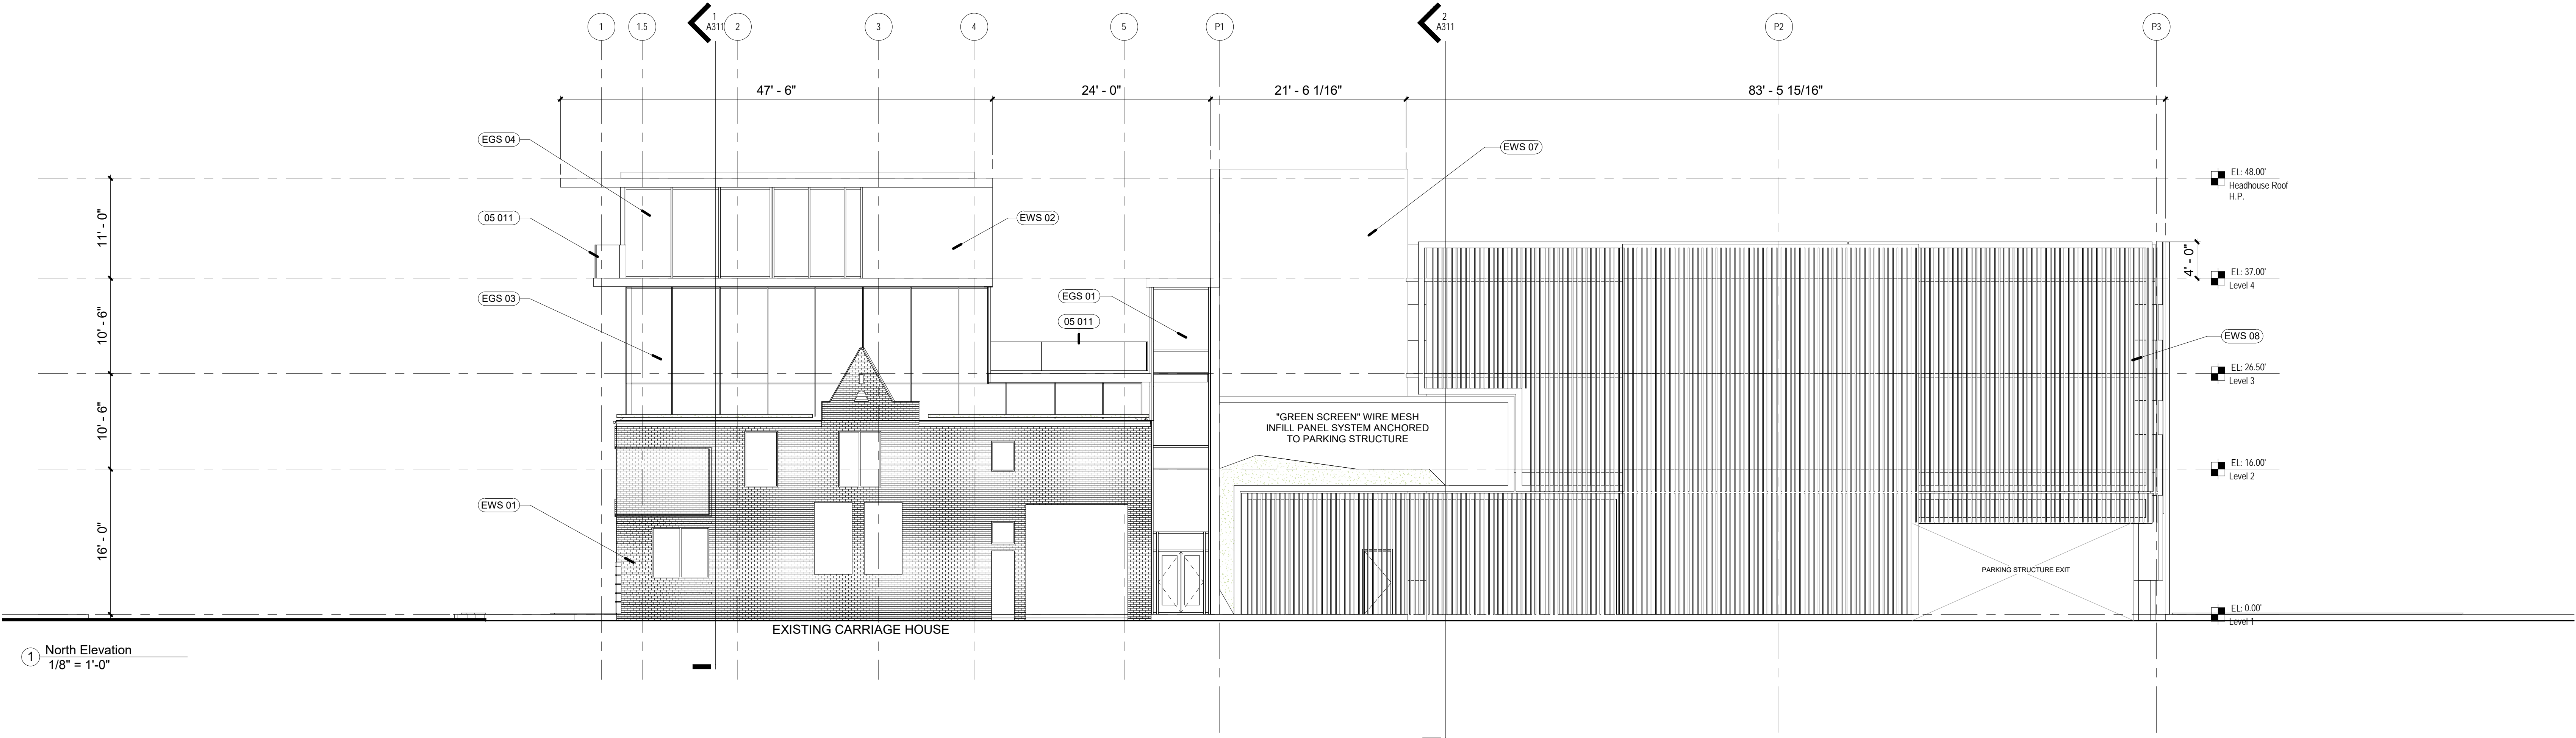 1
1.5
1
A311
2
3
4
5
P1
2
A311
P2
P3
47' - 6"
24' - 0"
21' - 6 1/16"
83' - 5 15/16"
EGS 04
EWS 07
EL: 48.00'
Headhouse Roof
H.P.
05 011
EWS 02
11' - 0"
4' - 0"
EL: 37.00'
Level 4
EGS 03
EGS 01
05 011
10' - 6"
EWS 08
EL: 26.50'
Level 3
10' - 6"
"GREEN SCREEN" WIRE MESH
INFILL PANEL SYSTEM ANCHORED
TO PARKING STRUCTURE
EL: 16.00'
Level 2
EWS 01
16' - 0"
PARKING STRUCTURE EXIT
EL: 0.00'
Level 1
EXISTING CARRIAGE HOUSE
1
North Elevation
1/8" = 1'-0"